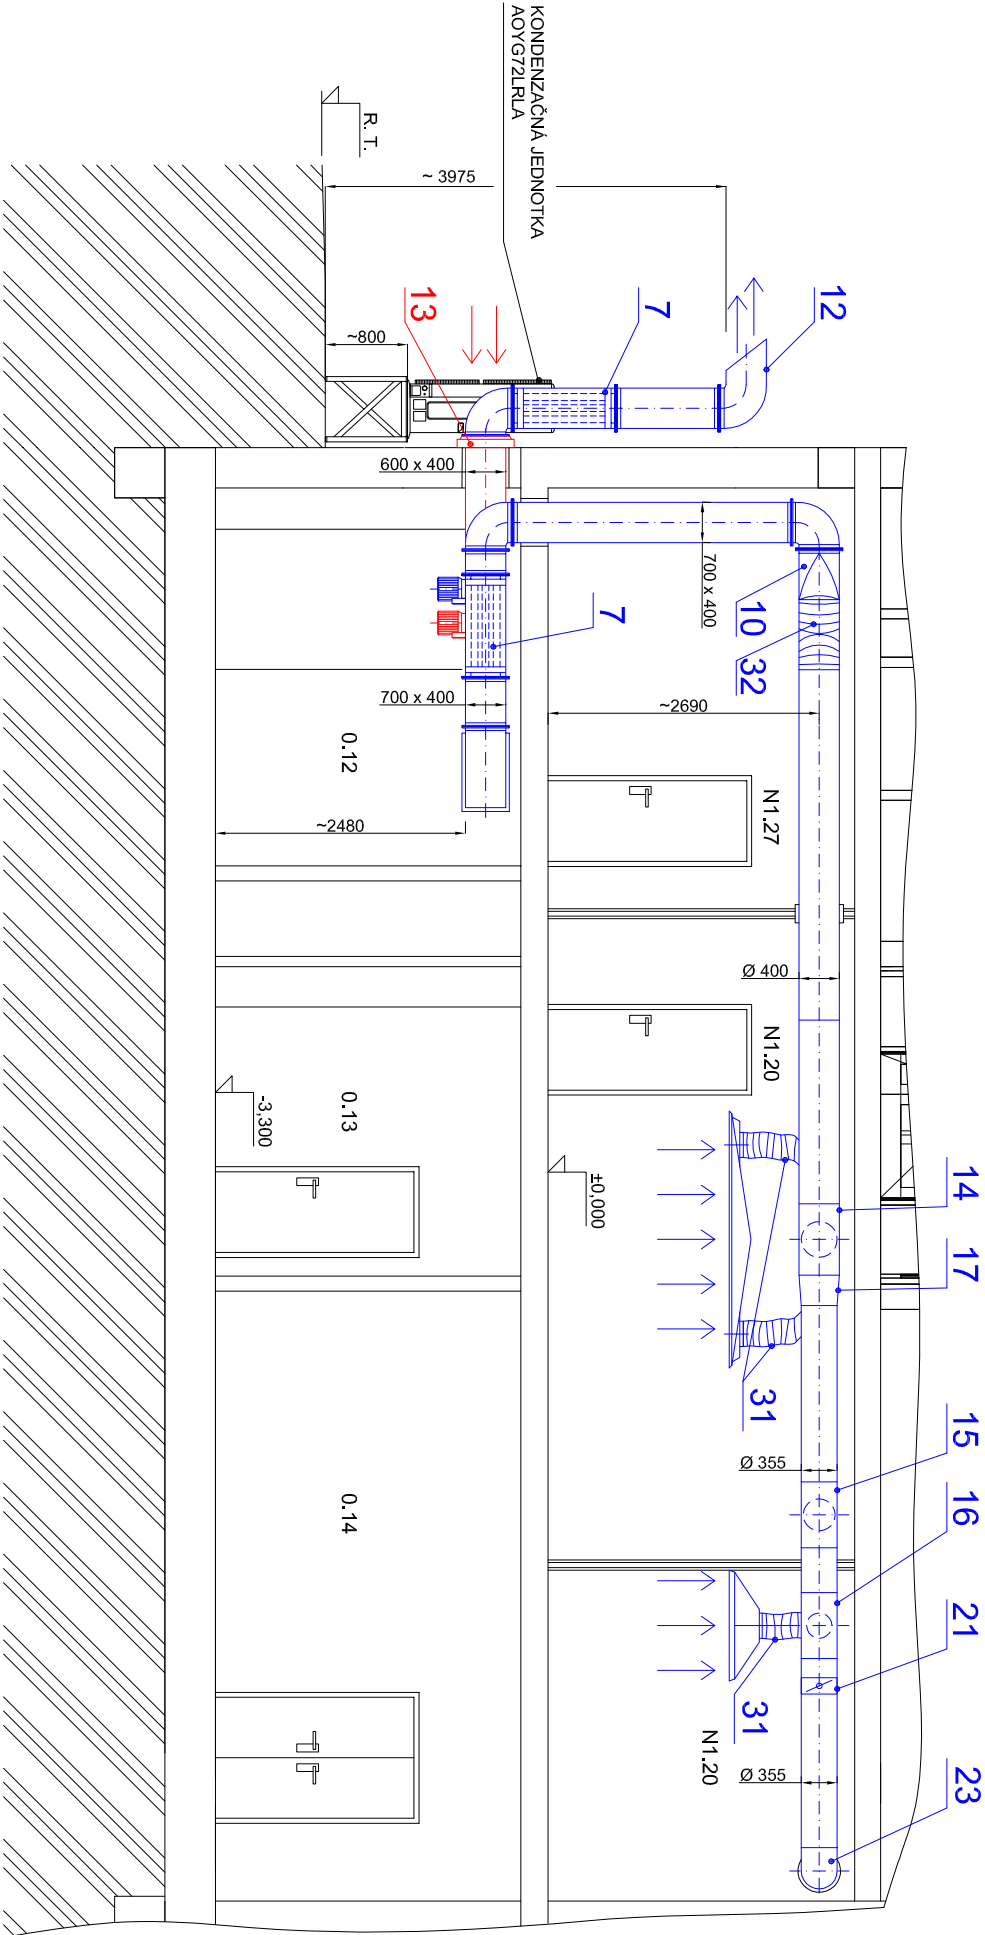 KONDENZAČNÁ JEDNOTKA
AOYG72LRLA
R. T.
~ 3975
12
7
13
~800
600 x 400
700 x 400
10
32
7
700 x 400
~2690
0.12
N1.27
~2480
Ø 400
N1.20
-3,300
0.13
±0,000
14
17
31
Ø 355
15
16
0.14
21
31
N1.20
Ø 355
23